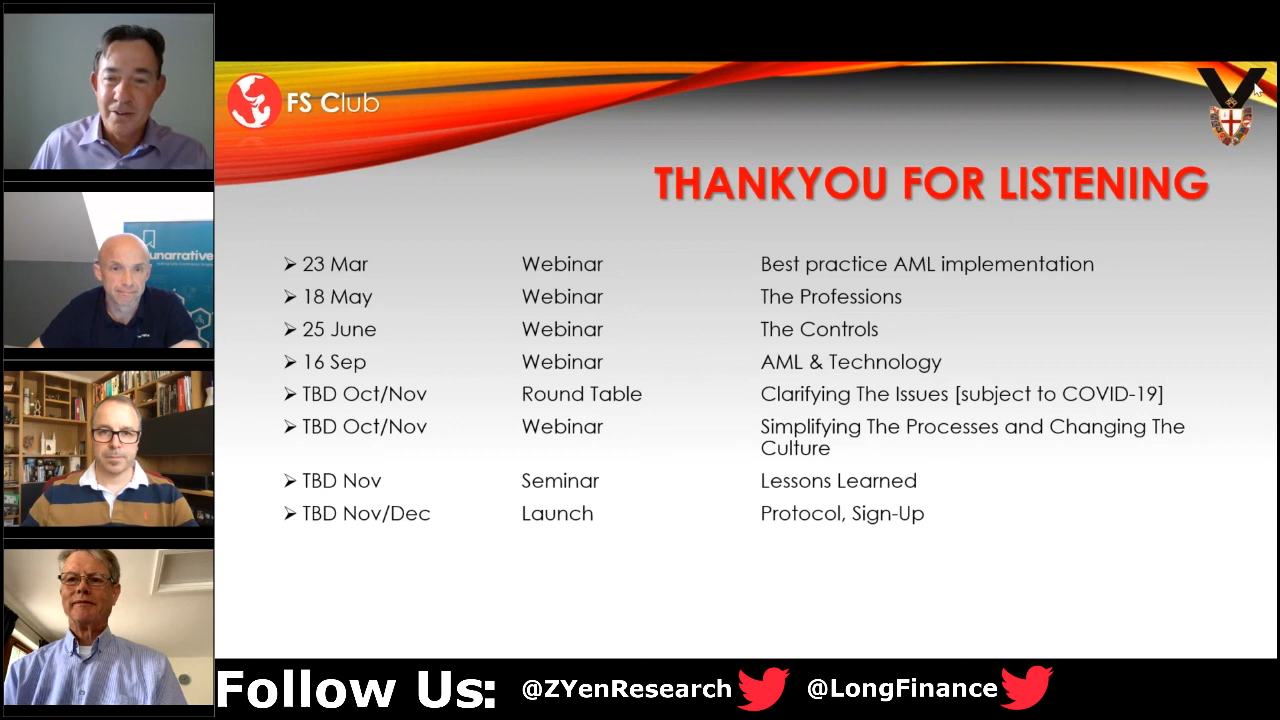 FS Club
THANKYOU FOR LISTENING
➢ 23 Mar Webinar Best practice AML implementation
➢ 18 May Webinar The Professions
➢ 25 June Webinar The Controls
➢ 16 Sep Webinar AML & Technology
➢ TBD Oct/Nov Round Table Clarifying The Issues [subject to COVID-19]
➢ TBD Oct/Nov Webinar Simplifying The Processes and Changing The
Culture
➢ TBD Nov Seminar Lessons Learned
➢ TBD Nov/Dec Launch Protocol, Sign-Up
unarrative
Follow Us: @ZYenResearch @LongFinance